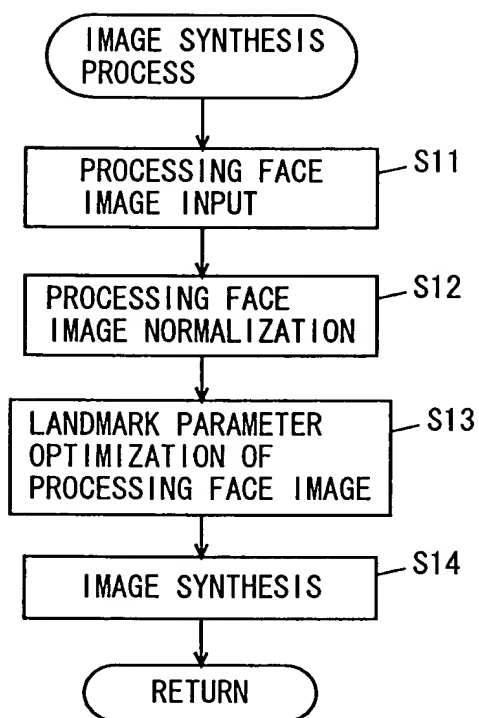 IMAGE SYNTHESIS
PROCESS
PROCESSING FACE
IMAGE INPUT
S11
PROCESSING FACE
IMAGE NORMALIZATION
S12
LANDMARK PARAMETER
OPTIMIZATION OF
PROCESSING FACE IMAGE
S13
IMAGE SYNTHESIS
S14
RETURN